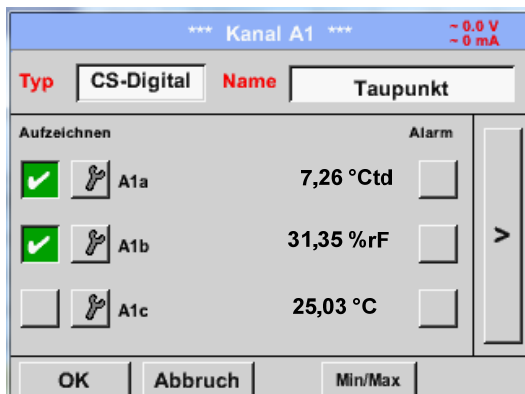 *** Kanal A1 ***
~ 0.0 V
~ 0 mA
Typ CS-Digital Name Taupunkt
Aufzeichnen Alarm
A1a 7,26 °Ctd
A1b 31,35 %rF
A1c 25,03 °C
>
OK Abbruch Min/Max